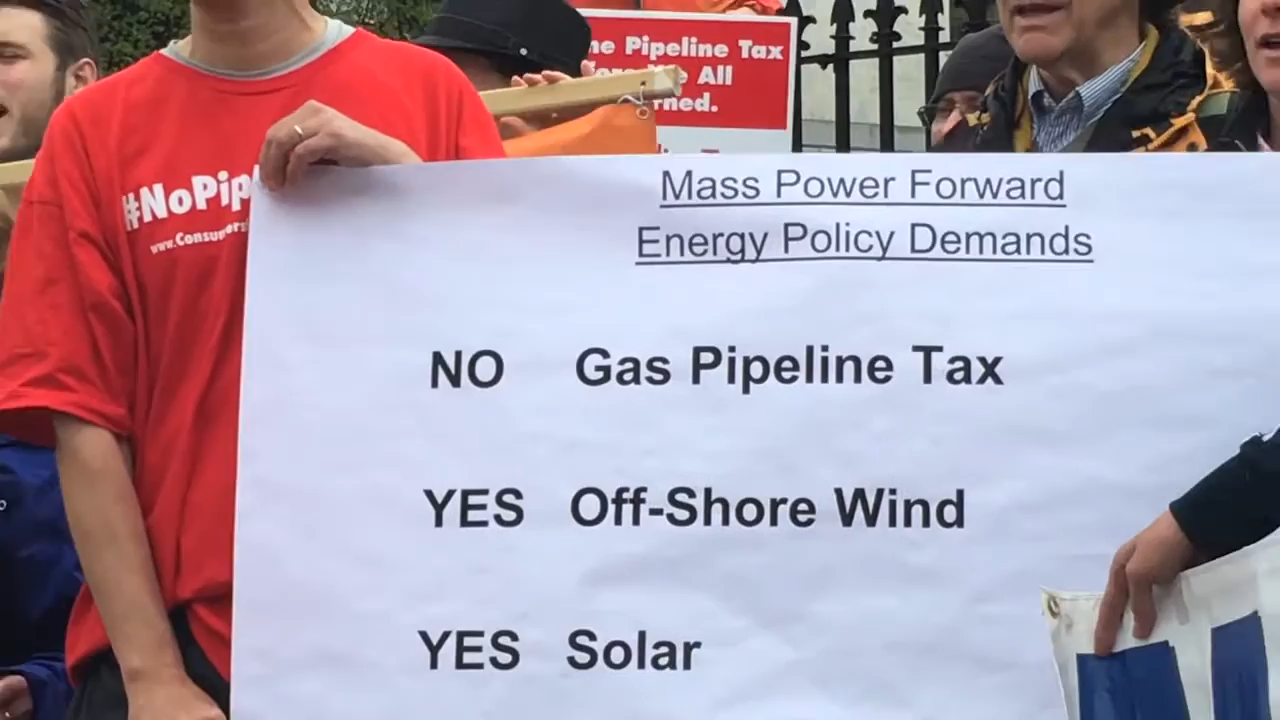 Pipeline Tax
All
#NoPip
Mass Power Forward
Energy Policy Demands
NO Gas Pipeline Tax
YES Off-Shore Wind
YES Solar